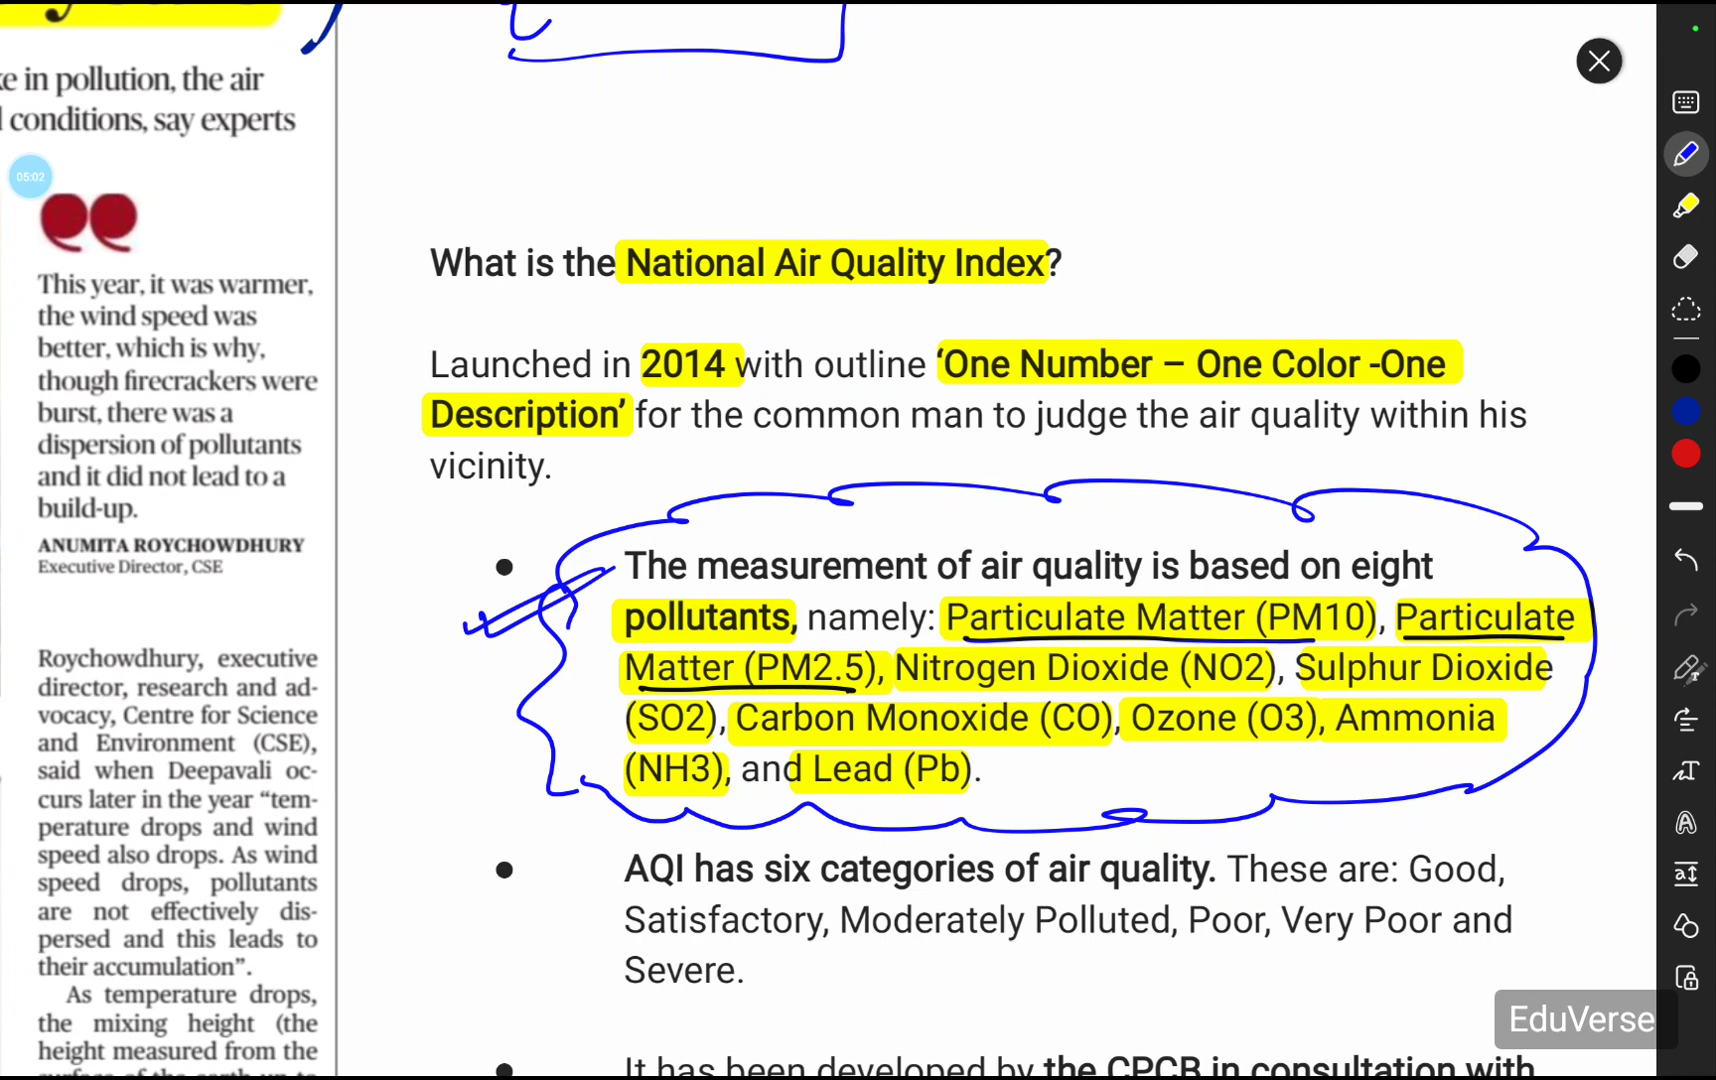 e in pollution, the air
conditions, say experts
05:02
This year, it was warmer,
the wind speed was
better, which is why,
though firecrackers were
burst, there was a
dispersion of pollutants
and it did not lead to a
build-up.
ANUMITA ROYCHOWDHURY
Executive Director, CSE
Roychowdhury, executive
director, research and ad-
vocacy, Centre for Science
and Environment (CSE),
said when Deepavali oc-
curs later in the year “tem-
perature drops and wind
speed also drops. As wind
speed drops, pollutants
are not effectively dis-
persed and this leads to
their accumulation”.
As temperature drops,
the mixing height (the
height measured from the
What is the National Air Quality Index?
Launched in 2014 with outline ‘One Number – One Color -One
Description’ for the common man to judge the air quality within his
vicinity.
● The measurement of air quality is based on eight
pollutants, namely: Particulate Matter (PM10), Particulate
Matter (PM2.5), Nitrogen Dioxide (NO2), Sulphur Dioxide
(SO2), Carbon Monoxide (CO), Ozone (O3), Ammonia
(NH3), and Lead (Pb).
● AQI has six categories of air quality. These are: Good,
Satisfactory, Moderately Polluted, Poor, Very Poor and
Severe.
● It has been developed by the CPCB in consultation with
EduVerse